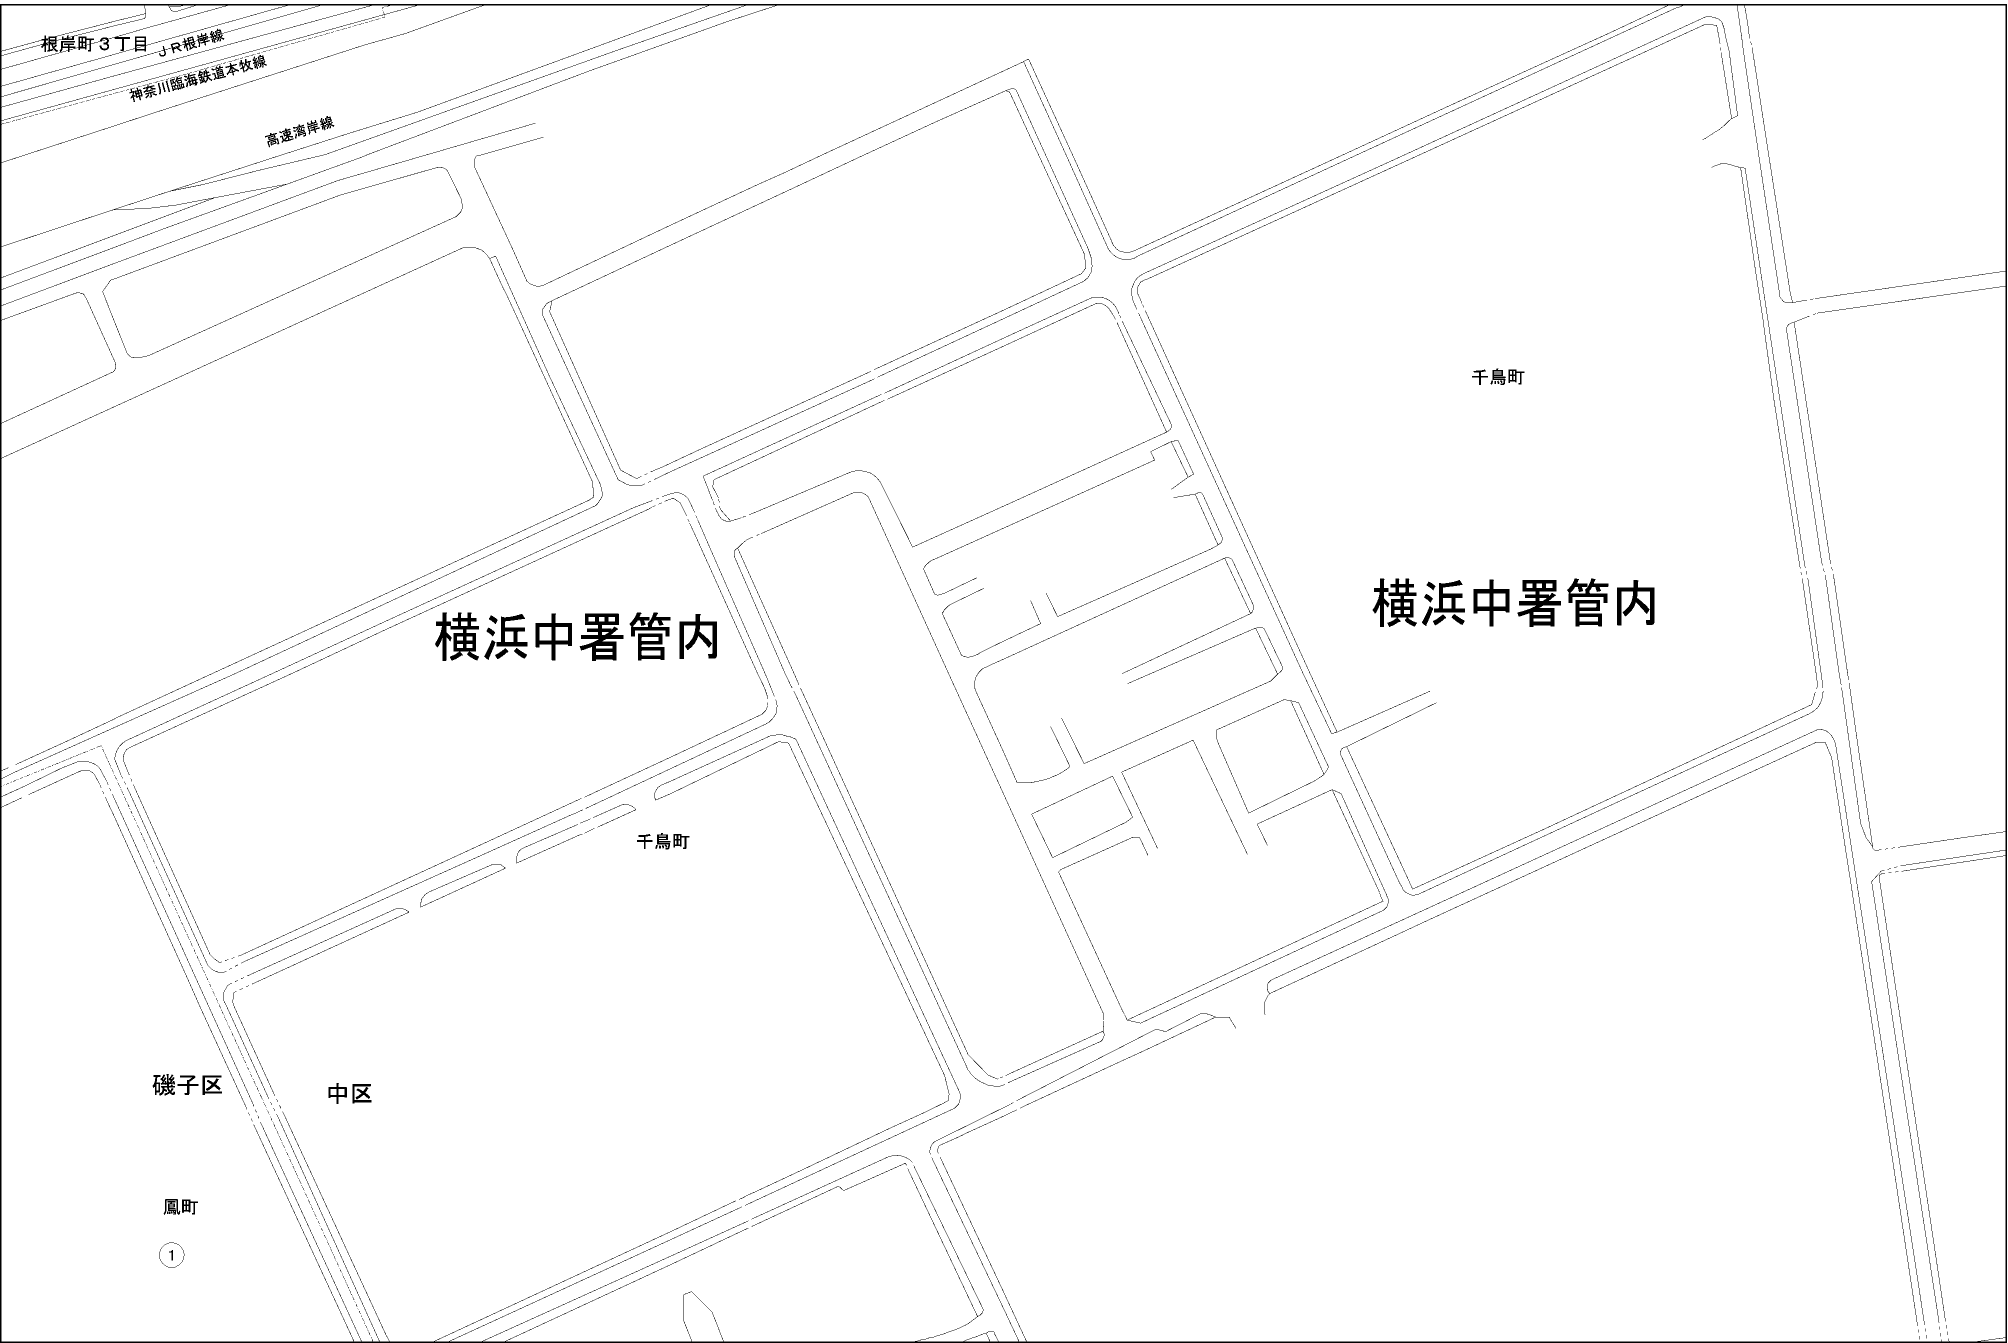 根岸町３丁目
ＪＲ根岸線
神奈川臨海鉄道本牧線
高速湾岸線
千鳥町
横浜中署管内
横浜中署管内
千鳥町
磯子区
中区
鳳町
1